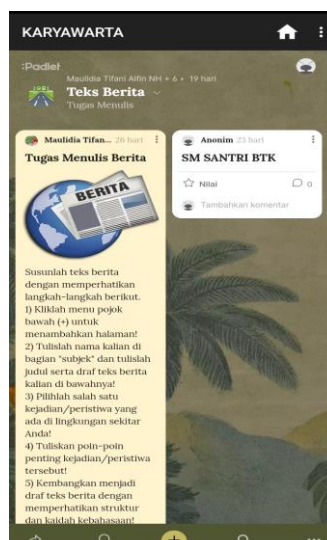 KARYAWARTA
:Padlet
Maulidia Tifani Alfin NH + 6 • 19 hari
Teks Berita
Tugas Menulis
Maulidia Tifan... 26 hari
Tugas Menulis Berita
BERITA
Susunlah teks berita
dengan memperhatikan
langkah-langkah berikut.
1) Kliklah menu pojok
bawah (+) untuk
menambahkan halaman!
2) Tulislah nama kalian di
bagian "subjek" dan tulislah
judul serta draf teks berita
kalian di bawahnya!
3) Pilihlah salah satu
kejadian/peristiwa yang
ada di lingkungan sekitar
Anda!
4) Tuliskan poin-poin
penting kejadian/peristiwa
tersebut!
5) Kembangkan menjadi
draf teks berita dengan
memperhatikan struktur
dan kaidah kebahasaan!
Anonim 23 hari
SM SANTRI BTK
Nilai 0
Tambahkan komentar